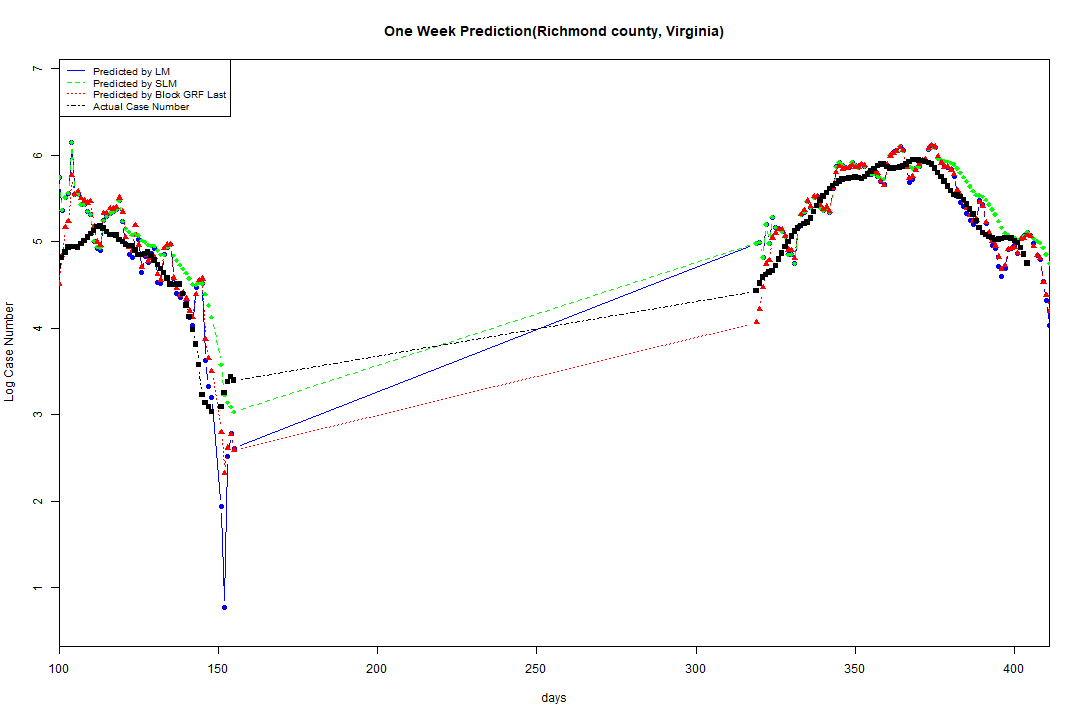 One Week Prediction(Richmond county, Virginia)
Predicted by LM
Predicted by SLM
Predicted by Block GRF Last
Actual Case Number
7
6
5
4
3
2
1
Log Case Number
100 150 200 250 300 350 400
days